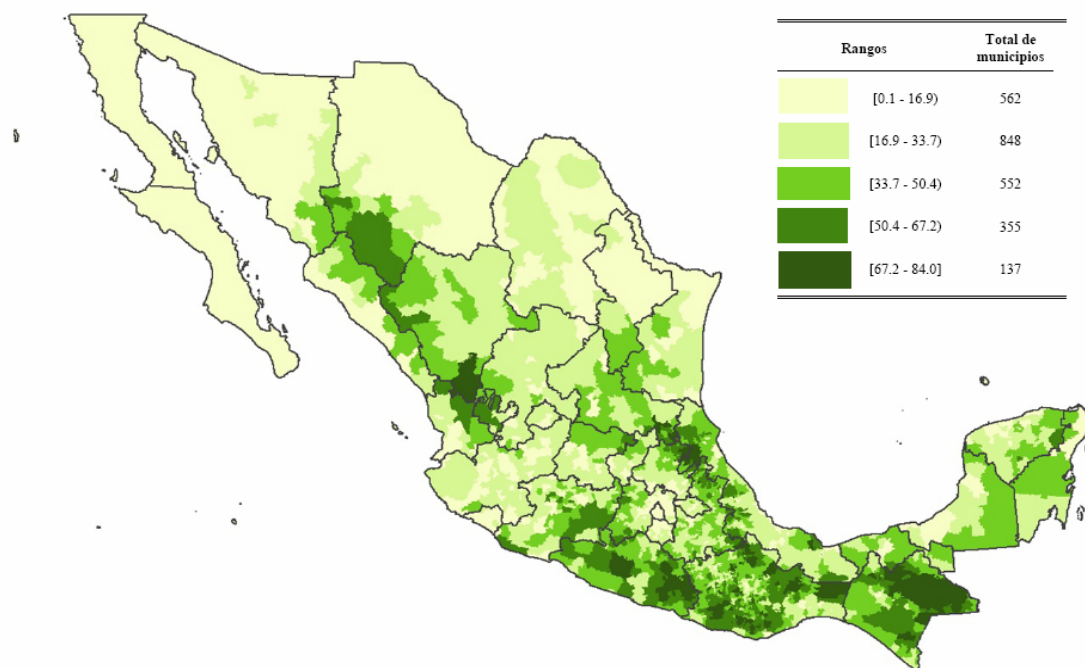 Rangos Total de municipios
[0.1 - 16.9) 562
[16.9 - 33.7) 848
[33.7 - 50.4) 552
[50.4 - 67.2) 355
[67.2 - 84.0] 137